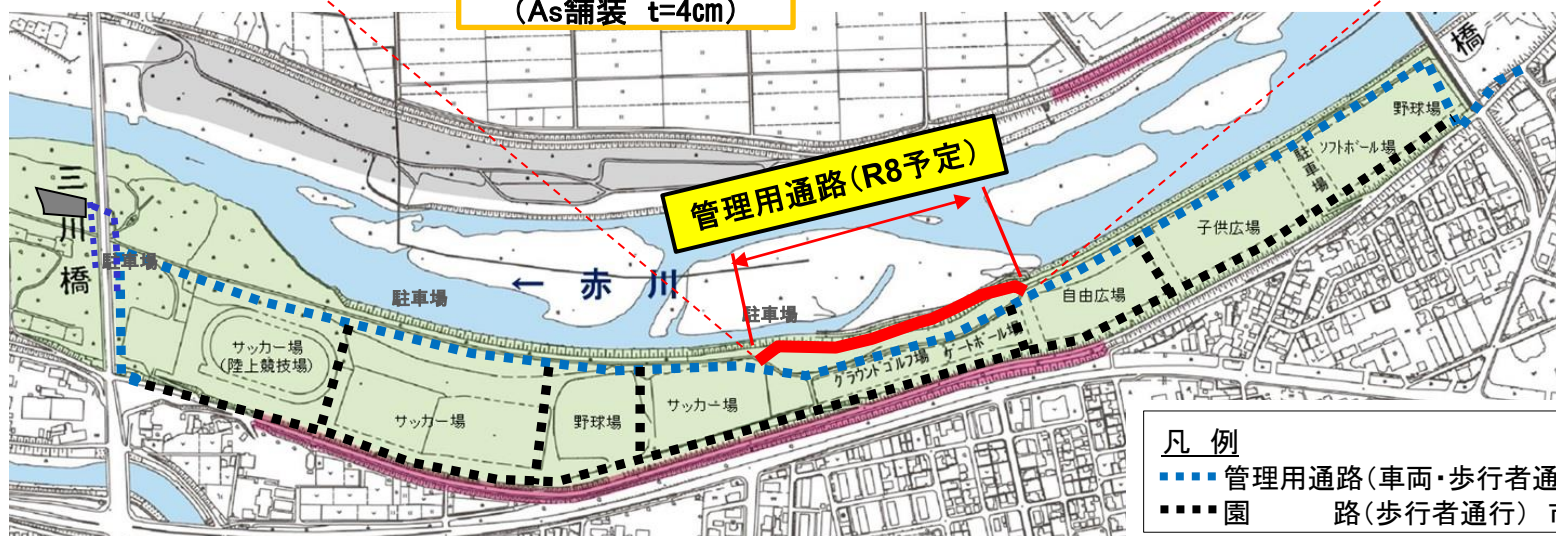 (As舗装 t=4cm)
橋
野球場
ソフトボール場
駐車場
管理用通路(R8予定)
子供広場
三川橋
駐車場
← 赤川
駐車場
駐車場
自由広場
サッカー場
(陸上競技場)
グラウンドゴルフ場
ゲートボール場
サッカー場
野球場
サッカー場
凡 例
管理用通路(車両・歩行者通
園 路(歩行者通行)